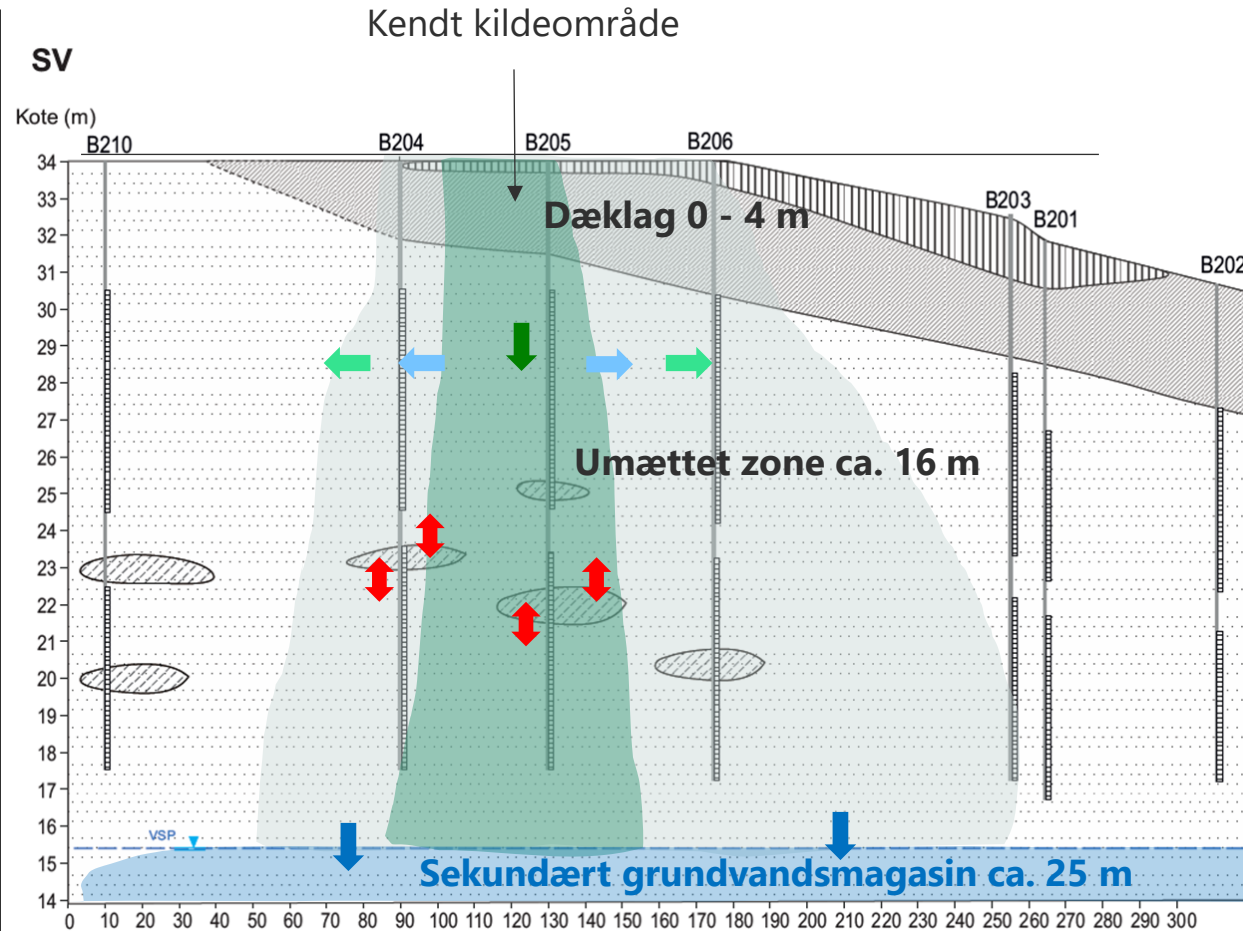 Kendt kildeområde
SV
Kote (m)
B210
B204
B205
B206
B203
B201
B202
Dæklag 0 - 4 m
Umættet zone ca. 16 m
VSP
Sekundært grundvandsmagasin ca. 25 m
34
33
32
31
30
29
28
27
26
25
24
23
22
21
20
19
18
17
16
15
14
0 10 20 30 40 50 60 70 80 90 100 110 120 130 140 150 160 170 180 190 200 210 220 230 240 250 260 270 280 290 300